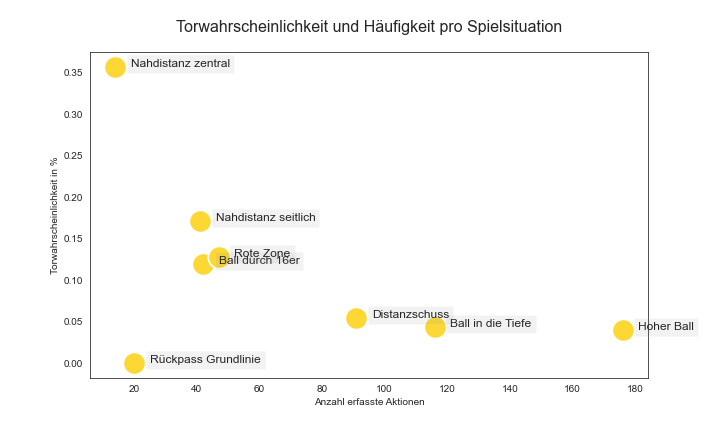 Torwahrscheinlichkeit und Häufigkeit pro Spielsituation
Torwahrscheinlichkeit in %
0.35
0.30
0.25
0.20
0.15
0.10
0.05
0.00
Nahdistanz zentral
Nahdistanz seitlich
Rote Zone
Ball durch 16er
Distanzschuss
Ball in die Tiefe
Hoher Ball
Rückpass Grundlinie
20 40 60 80 100 120 140 160 180
Anzahl erfasste Aktionen